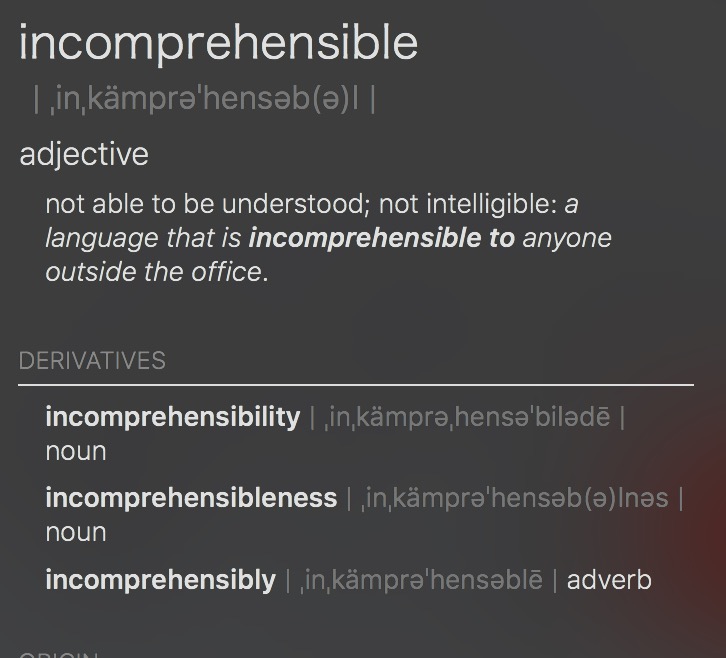 incomprehensible
| ˌinˌkämprəˈhensəb(ə)l |
adjective
not able to be understood; not intelligible: a
language that is incomprehensible to anyone
outside the office.
DERIVATIVES
incomprehensibility | ˌinˌkämprəˌhensəˈbilədē |
noun
incomprehensibleness | ˌinˌkämprəˈhensəb(ə)lnəs |
noun
incomprehensibly | ˌinˌkämprəˈhensəblē | adverb
ORIGIN